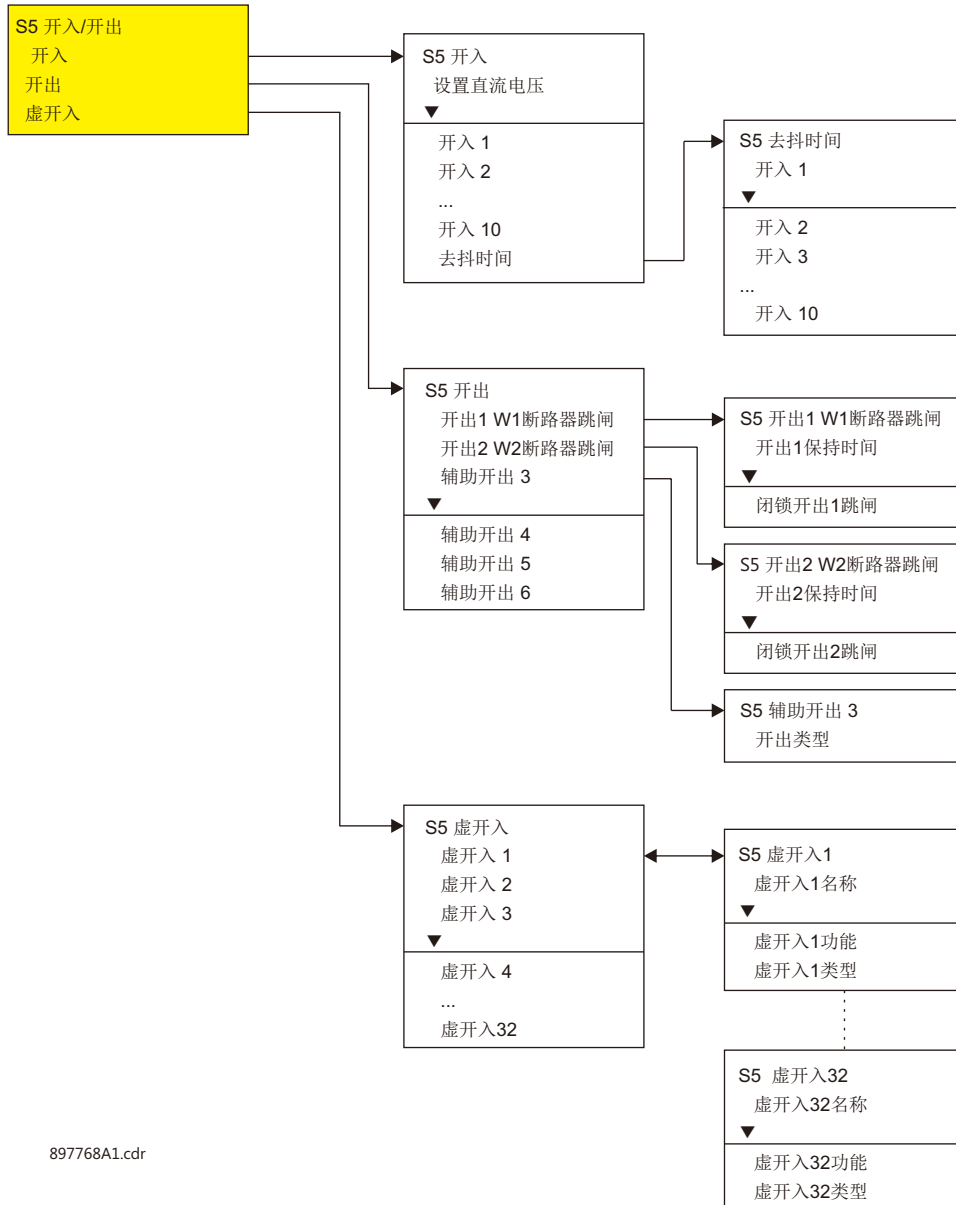 S5 开入/开出
开入
开出
虚开入
S5 开入
设置直流电压
▼
开入 1
开入 2
...
开入 10
去抖时间
S5 去抖时间
开入 1
▼
开入 2
开入 3
...
开入 10
S5 开出
开出1 W1断路器跳闸
开出2 W2断路器跳闸
辅助开出 3
▼
辅助开出 4
辅助开出 5
辅助开出 6
S5 开出1 W1断路器跳闸
开出1保持时间
▼
闭锁开出1跳闸
S5 开出2 W2断路器跳闸
开出2保持时间
▼
闭锁开出2跳闸
S5 辅助开出 3
开出类型
S5 虚开入
虚开入 1
虚开入 2
虚开入 3
▼
虚开入 4
...
虚开入32
S5 虚开入1
虚开入1名称
▼
虚开入1功能
虚开入1类型
S5 虚开入32
虚开入32名称
▼
虚开入32功能
虚开入32类型
897768A1.cdr